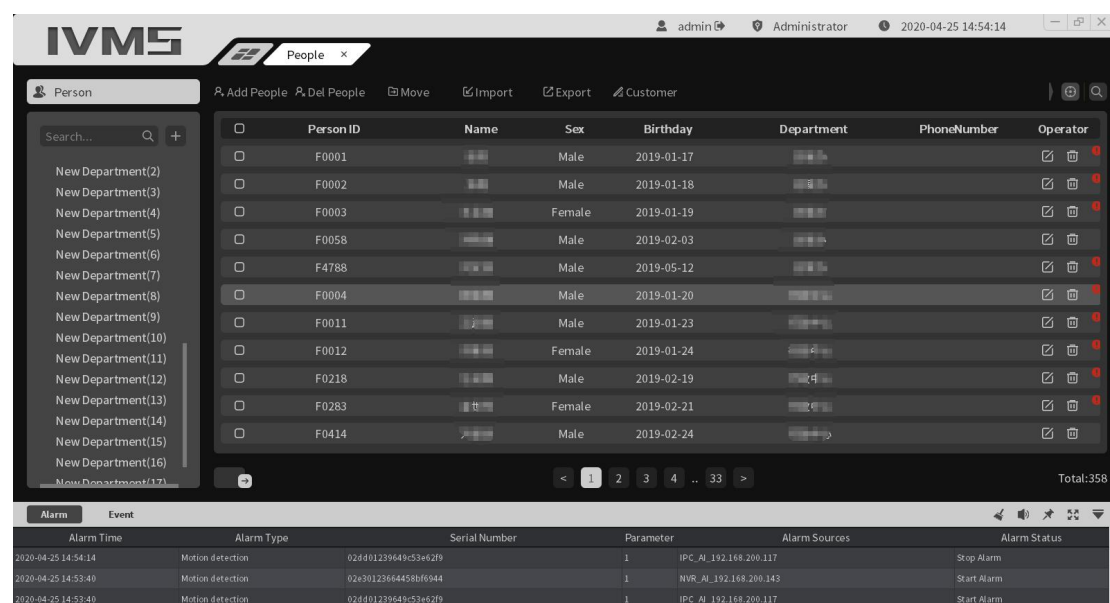 IVMS
admin Administrator 2020-04-25 14:54:14
People ×
Person
Add People Del People Move Import Export Customer
Search... +
New Department(2)
New Department(3)
New Department(4)
New Department(5)
New Department(6)
New Department(7)
New Department(8)
New Department(9)
New Department(10)
New Department(11)
New Department(12)
New Department(13)
New Department(14)
New Department(15)
New Department(16)
New Department(17)
Person ID Name Sex Birthday Department PhoneNumber Operator
F0001 Male 2019-01-17
F0002 Male 2019-01-18
F0003 Female 2019-01-19
F0058 Male 2019-02-03
F4788 Male 2019-05-12
F0004 Male 2019-01-20
F0011 Male 2019-01-23
F0012 Female 2019-01-24
F0218 Male 2019-02-19
F0283 Female 2019-02-21
F0414 Male 2019-02-24
< 1 2 3 4 .. 33 > Total:358
Alarm Event
Alarm Time Alarm Type Serial Number Parameter Alarm Sources Alarm Status
2020-04-25 14:54:14 Motion detection 02dd01239649c53e62f9 1 IPC_AI_192.168.200.117 Stop Alarm
2020-04-25 14:53:40 Motion detection 02e30123664458bf6944 1 NVR_AI_192.168.200.143 Start Alarm
2020-04-25 14:53:40 Motion detection 02dd01239649c53e62f9 1 IPC_AI_192.168.200.117 Start Alarm